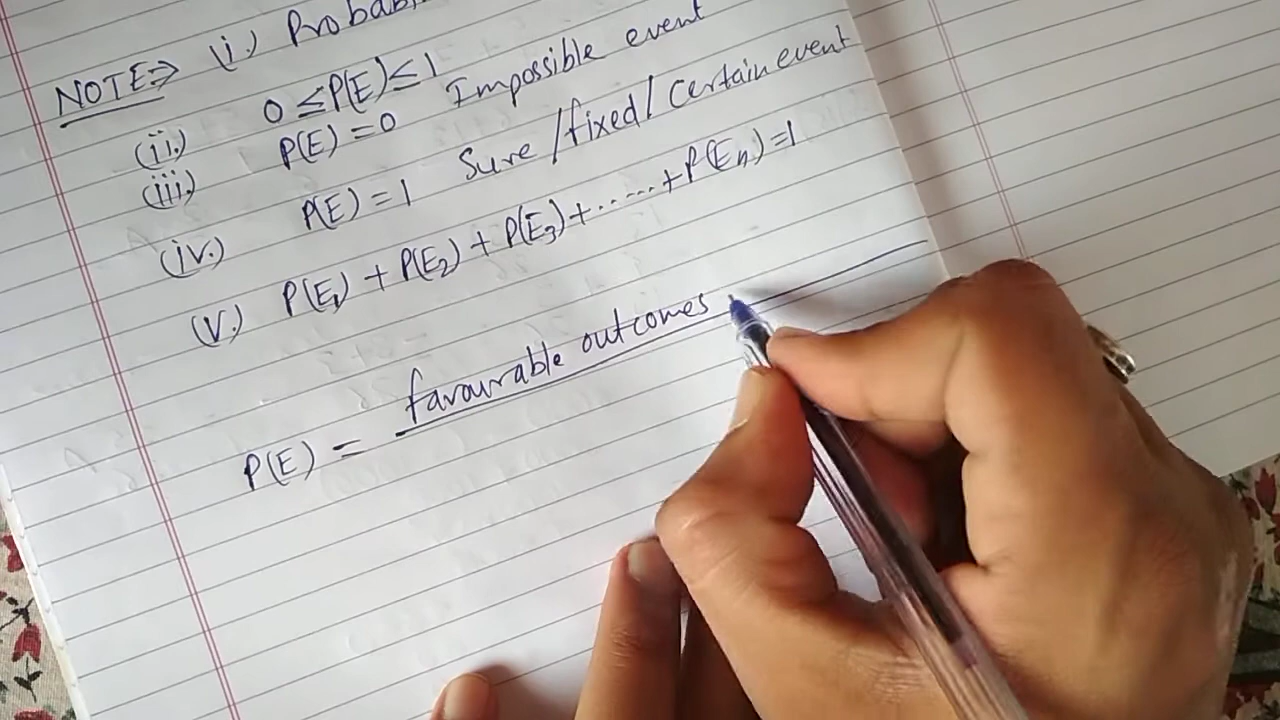 NOTE⇒ (i.)
(ii.) 0 ≤ P(E) ≤ 1
(iii.) P(E) = 0 Impossible event
(iv.) P(E) = 1 Sure / fixed / Certain event
(v.) P(E₁) + P(E₂) + P(E₃) + ...... + P(Eₙ) = 1
P(E) = favourable outcomes